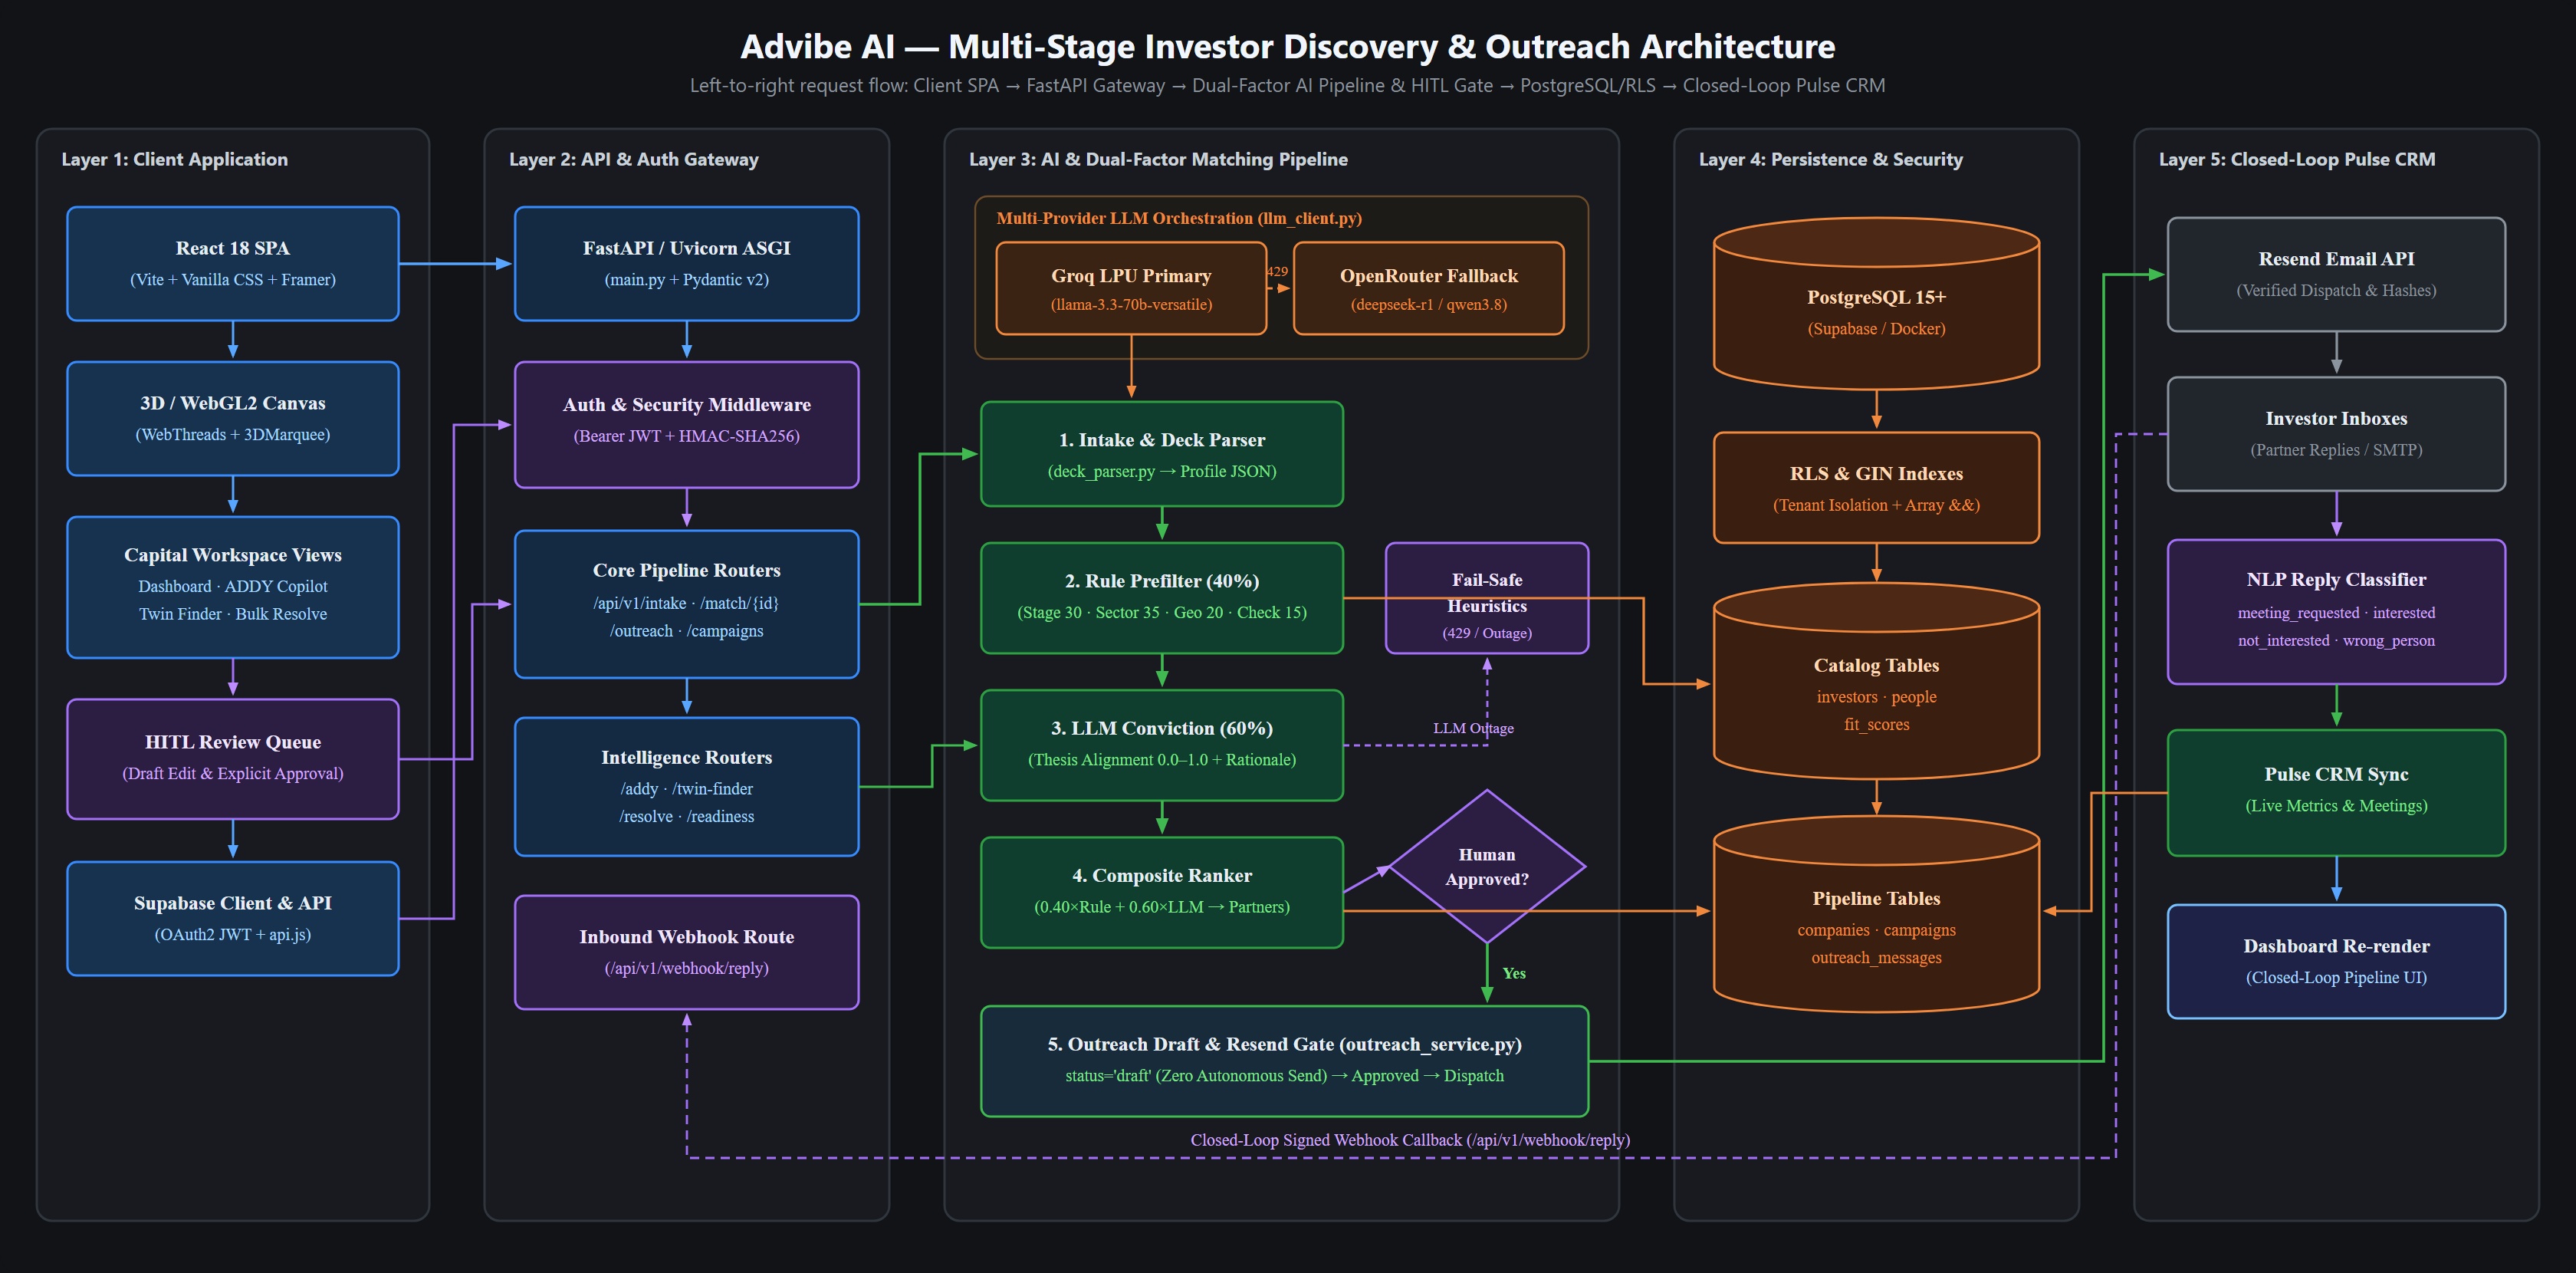 Advibe AI — Multi-Stage Investor Discovery & Outreach Architecture
Left-to-right request flow: Client SPA → FastAPI Gateway → Dual-Factor AI Pipeline & HITL Gate → PostgreSQL/RLS → Closed-Loop Pulse CRM
Layer 1: Client Application
React 18 SPA
(Vite + Vanilla CSS + Framer)
3D / WebGL2 Canvas
(WebThreads + 3DMarquee)
Capital Workspace Views
Dashboard · ADDY Copilot
Twin Finder · Bulk Resolve
HITL Review Queue
(Draft Edit & Explicit Approval)
Supabase Client & API
(OAuth2 JWT + api.js)
Layer 2: API & Auth Gateway
FastAPI / Uvicorn ASGI
(main.py + Pydantic v2)
Auth & Security Middleware
(Bearer JWT + HMAC-SHA256)
Core Pipeline Routers
/api/v1/intake · /match/{id}
/outreach · /campaigns
Intelligence Routers
/addy · /twin-finder
/resolve · /readiness
Inbound Webhook Route
(/api/v1/webhook/reply)
Layer 3: AI & Dual-Factor Matching Pipeline
Multi-Provider LLM Orchestration (llm_client.py)
Groq LPU Primary
(llama-3.3-70b-versatile)
429
OpenRouter Fallback
(deepseek-r1 / qwen3.8)
1. Intake & Deck Parser
(deck_parser.py → Profile JSON)
2. Rule Prefilter (40%)
(Stage 30 · Sector 35 · Geo 20 · Check 15)
Fail-Safe
Heuristics
(429 / Outage)
3. LLM Conviction (60%)
(Thesis Alignment 0.0–1.0 + Rationale)
LLM Outage
4. Composite Ranker
(0.40×Rule + 0.60×LLM → Partners)
Human
Approved?
Yes
5. Outreach Draft & Resend Gate (outreach_service.py)
status='draft' (Zero Autonomous Send) → Approved → Dispatch
Closed-Loop Signed Webhook Callback (/api/v1/webhook/reply)
Layer 4: Persistence & Security
PostgreSQL 15+
(Supabase / Docker)
RLS & GIN Indexes
(Tenant Isolation + Array &&)
Catalog Tables
investors · people
fit_scores
Pipeline Tables
companies · campaigns
outreach_messages
Layer 5: Closed-Loop Pulse CRM
Resend Email API
(Verified Dispatch & Hashes)
Investor Inboxes
(Partner Replies / SMTP)
NLP Reply Classifier
meeting_requested · interested
not_interested · wrong_person
Pulse CRM Sync
(Live Metrics & Meetings)
Dashboard Re-render
(Closed-Loop Pipeline UI)